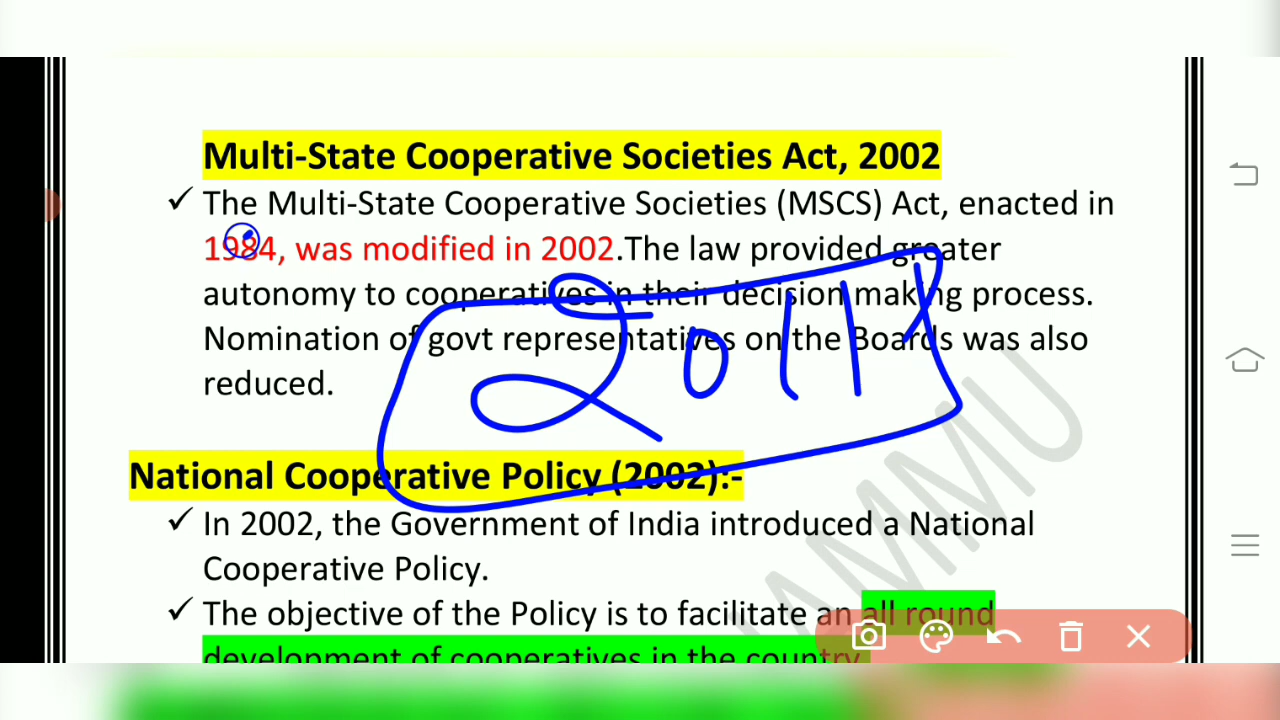 Multi-State Cooperative Societies Act, 2002
✓ The Multi-State Cooperative Societies (MSCS) Act, enacted in
1984, was modified in 2002.The law provided greater
autonomy to cooperatives in their decision making process.
Nomination of govt representatives on the Boards was also
reduced.
2011
National Cooperative Policy (2002):-
✓ In 2002, the Government of India introduced a National
Cooperative Policy.
✓ The objective of the Policy is to facilitate an all round
development of cooperatives in the country.